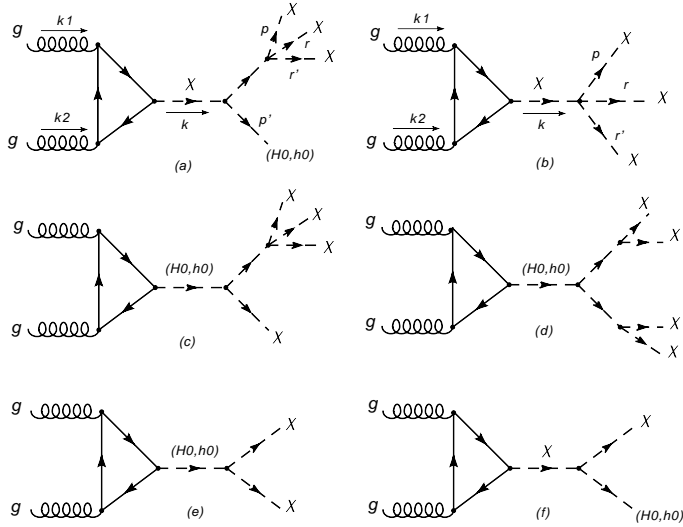 g k1 χ p χ r χ r' χ k p' (H0,h0) g k2 (a)
g k1 χ p χ r χ r' χ k g k2 (b)
g (H0,h0) χ χ χ χ g (c)
g (H0,h0) χ χ χ χ g (d)
g (H0,h0) χ χ g (e)
g χ χ (H0,h0) g (f)